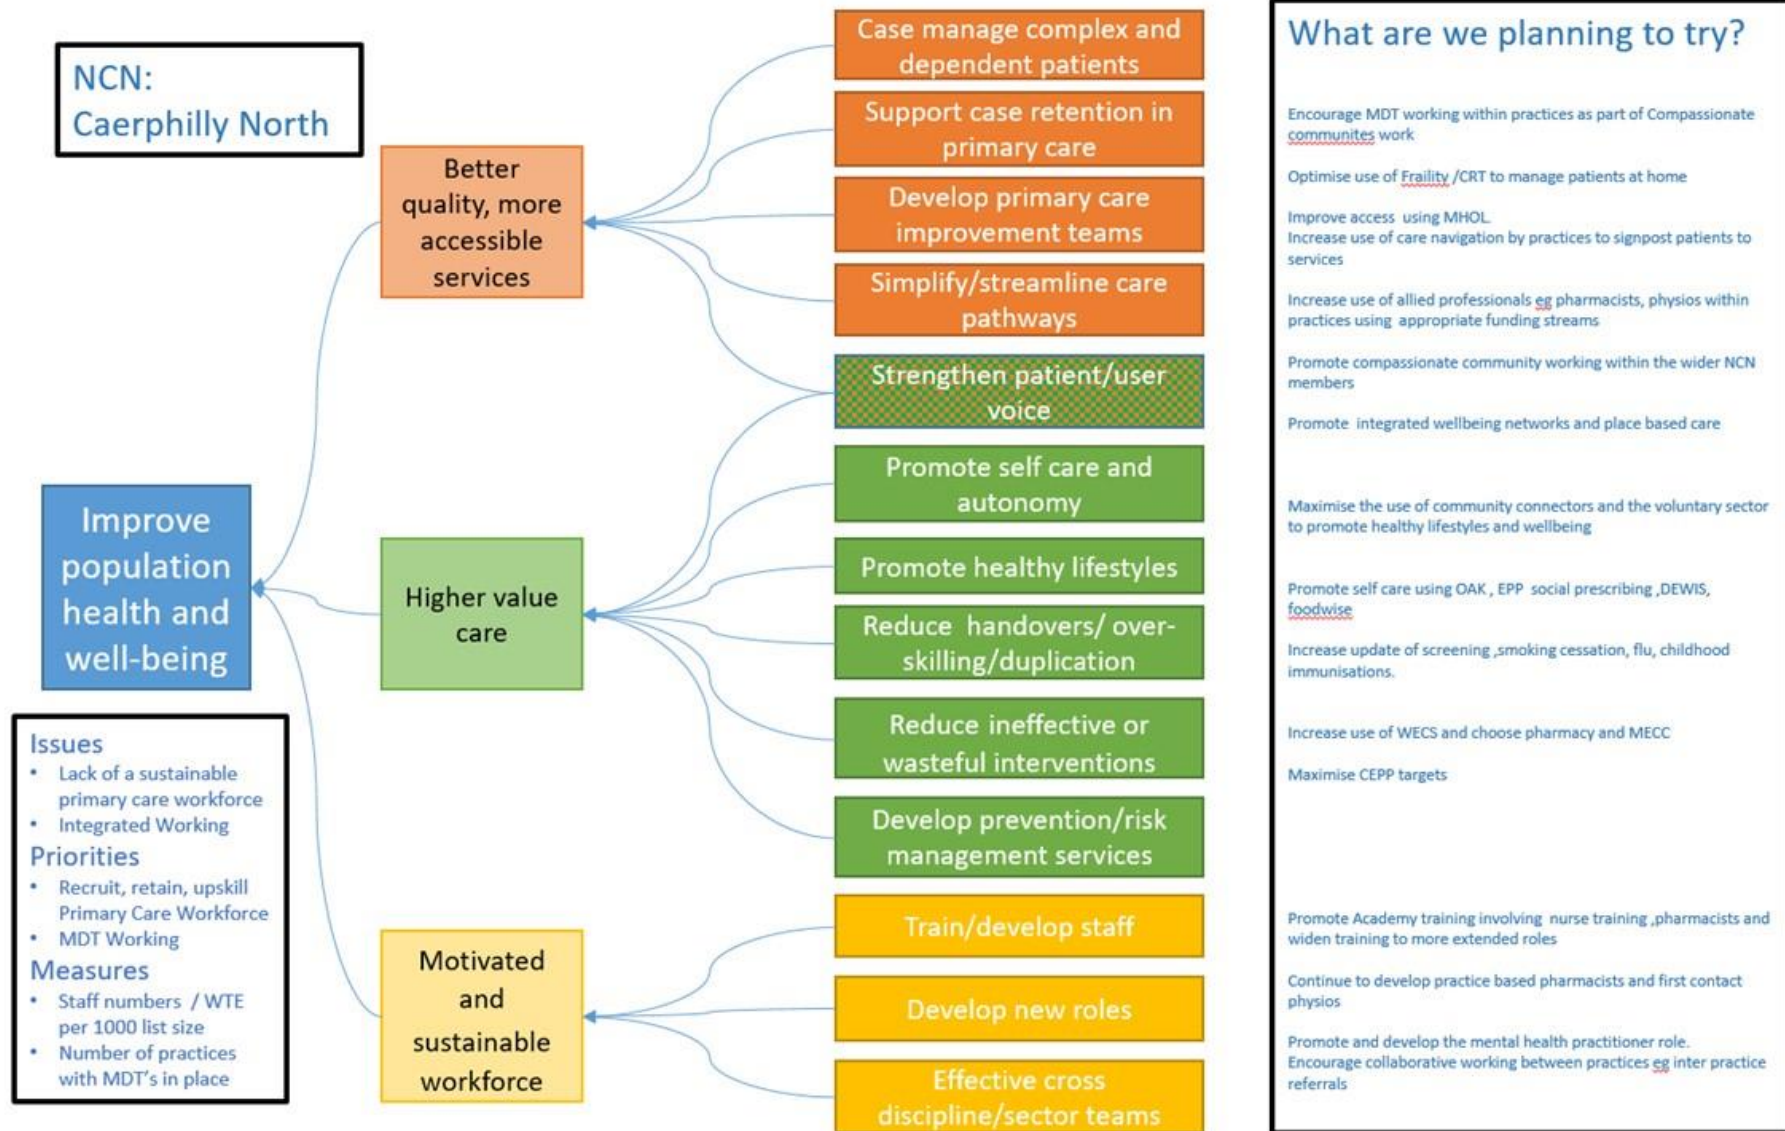 NCN:
Caerphilly North
Improve
population
health and
well-being
Issues
• Lack of a sustainable
primary care workforce
• Integrated Working
Priorities
• Recruit, retain, upskill
Primary Care Workforce
• MDT Working
Measures
• Staff numbers / WTE
per 1000 list size
• Number of practices
with MDT's in place
Better
quality, more
accessible
services
Higher value
care
Motivated
and
sustainable
workforce
Case manage complex and
dependent patients
Support case retention in
primary care
Develop primary care
improvement teams
Simplify/streamline care
pathways
Strengthen patient/user
voice
Promote self care and
autonomy
Promote healthy lifestyles
Reduce handovers/ over-
skilling/duplication
Reduce ineffective or
wasteful interventions
Develop prevention/risk
management services
Train/develop staff
Develop new roles
Effective cross
discipline/sector teams
What are we planning to try?
Encourage MDT working within practices as part of Compassionate
communites work
Optimise use of Fraility /CRT to manage patients at home
Improve access using MHOL.
Increase use of care navigation by practices to signpost patients to
services
Increase use of allied professionals eg pharmacists, physios within
practices using appropriate funding streams
Promote compassionate community working within the wider NCN
members
Promote integrated wellbeing networks and place based care
Maximise the use of community connectors and the voluntary sector
to promote healthy lifestyles and wellbeing
Promote self care using OAK , EPP social prescribing ,DEWIS,
foodwise
Increase update of screening ,smoking cessation, flu, childhood
immunisations.
Increase use of WECS and choose pharmacy and MECC
Maximise CEPP targets
Promote Academy training involving nurse training ,pharmacists and
widen training to more extended roles
Continue to develop practice based pharmacists and first contact
physios
Promote and develop the mental health practitioner role.
Encourage collaborative working between practices eg inter practice
referrals